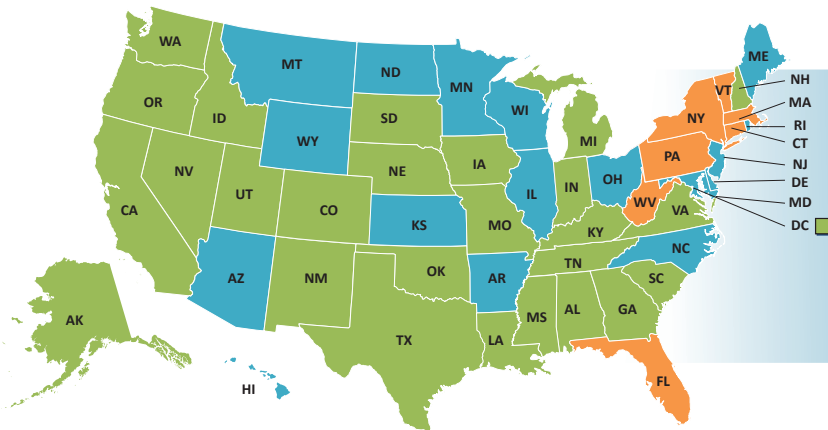 WA
ME
MT
ND
MN
VT
NH
OR
ID
SD
WI
NY
MA
RI
WY
MI
CT
NE
IA
PA
NV
UT
IL
IN
OH
NJ
DE
CA
CO
WV
VA
MD
KS
MO
KY
DC
NC
TN
AZ
NM
OK
AR
SC
MS
AL
GA
AK
TX
LA
HI
FL